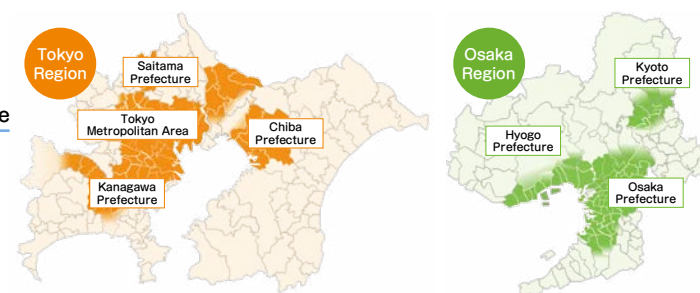 Tokyo
Region
Saitama
Prefecture
Tokyo
Metropolitan Area
Chiba
Prefecture
Kanagawa
Prefecture
e
Osaka
Region
Kyoto
Prefecture
Hyogo
Prefecture
Osaka
Prefecture